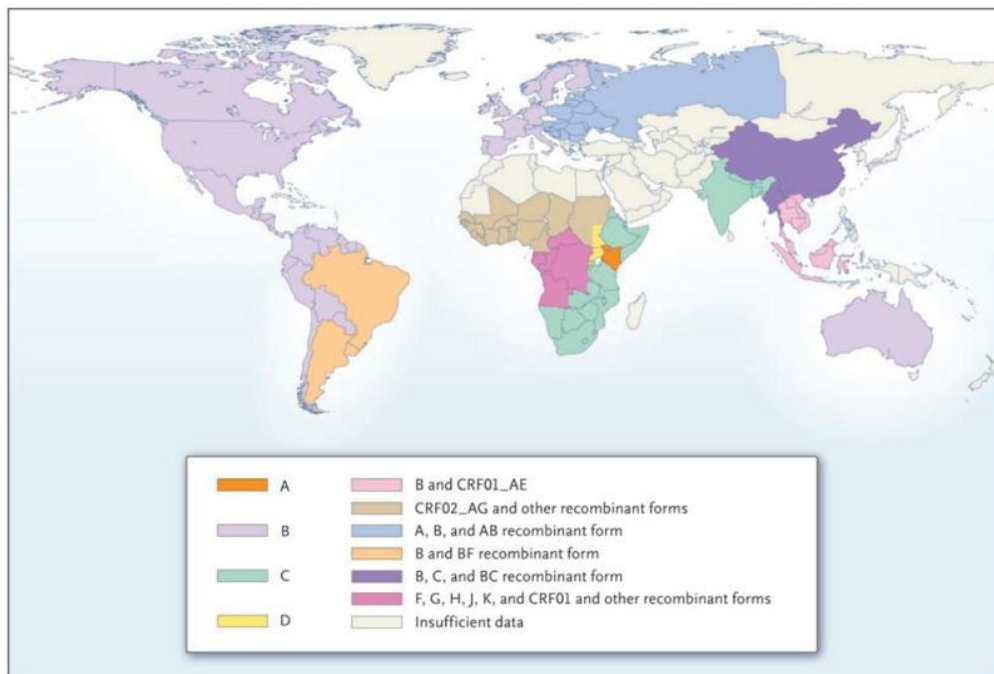 A
B
C
D
B and CRF01_AE
CRF02_AG and other recombinant forms
A, B, and AB recombinant form
B and BF recombinant form
B, C, and BC recombinant form
F, G, H, J, K, and CRF01 and other recombinant forms
Insufficient data